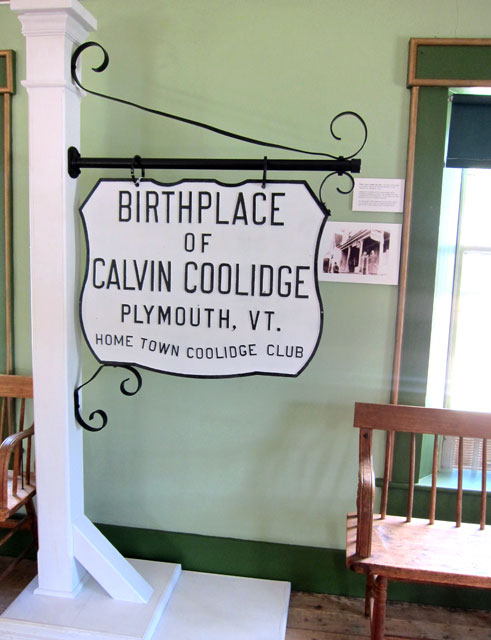 BIRTHPLACE
OF
CALVIN COOLIDGE
PLYMOUTH, VT.
HOME TOWN COOLIDGE CLUB